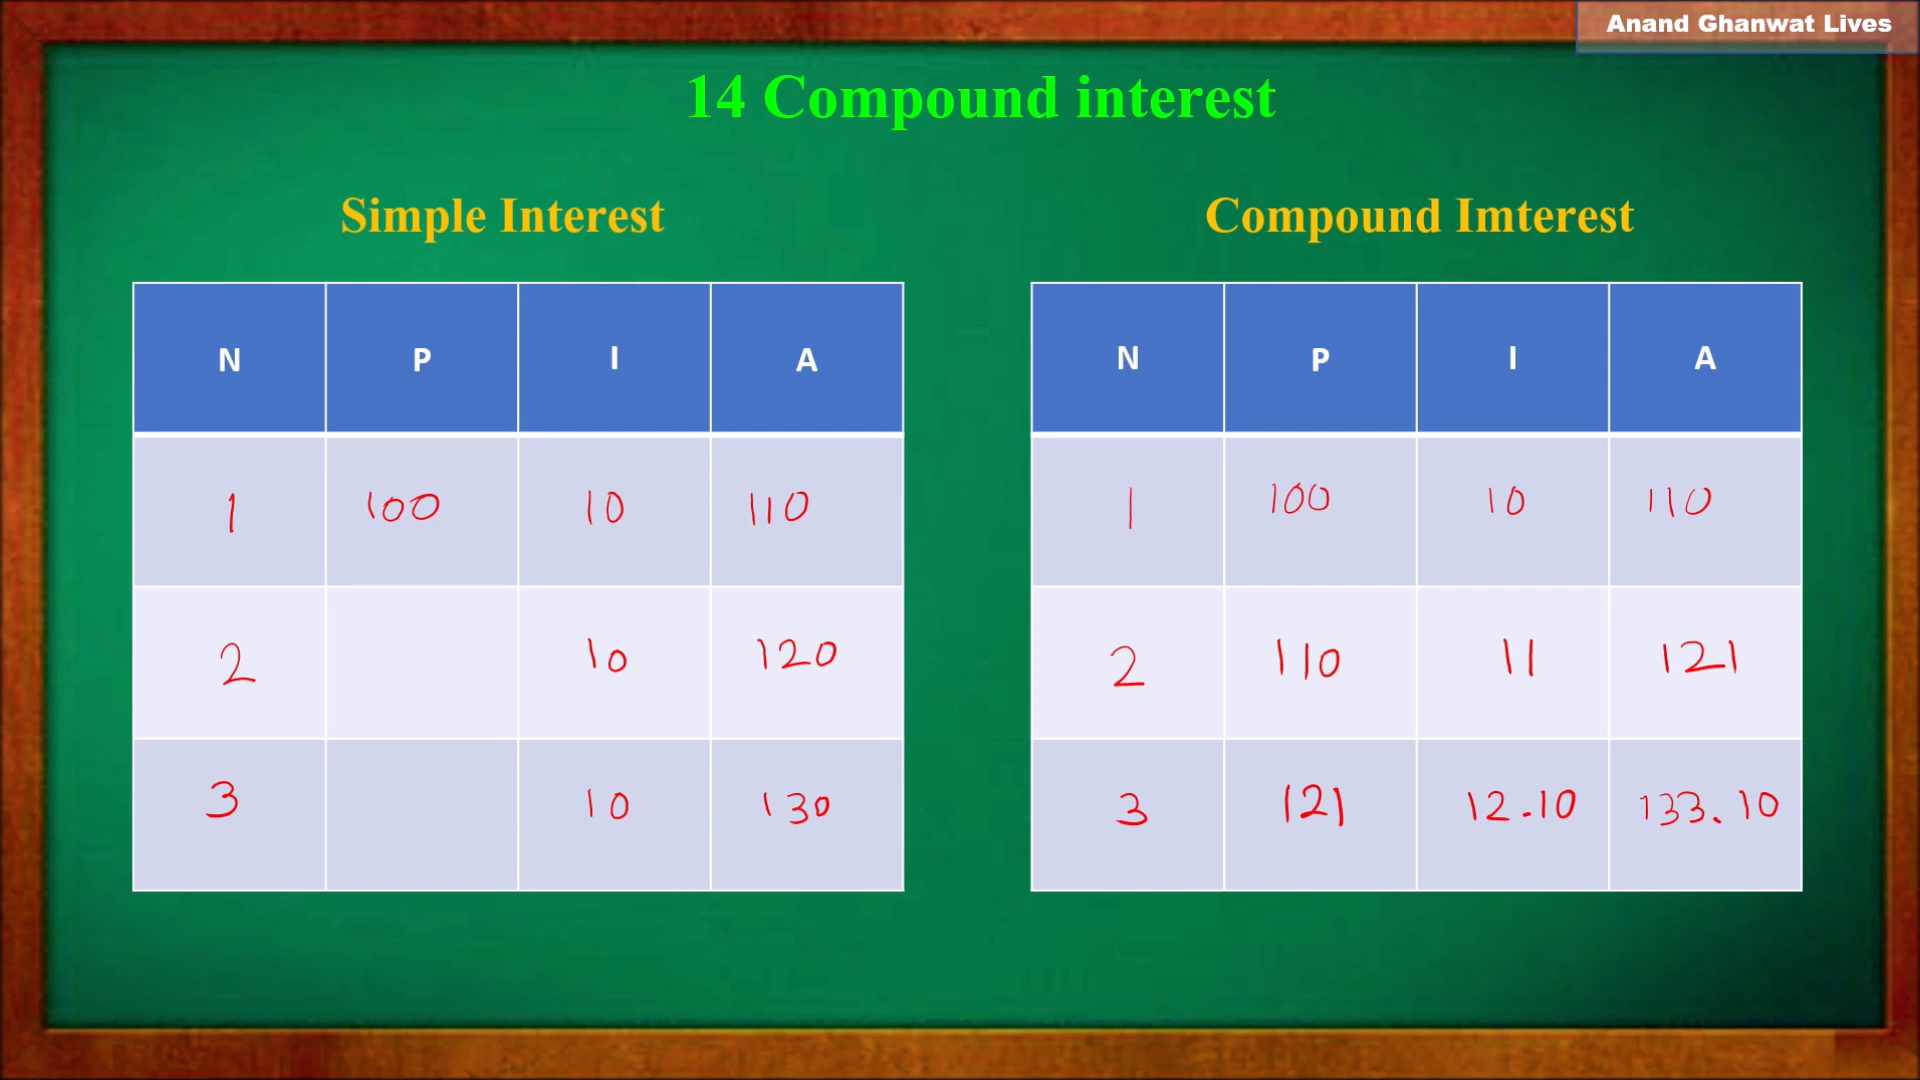 Anand Ghanwat Lives
14 Compound interest
Simple Interest
N P I A
1 100 10 110
2 10 120
3 10 130
Compound Imterest
N P I A
1 100 10 110
2 110 11 121
3 121 12.10 133.10